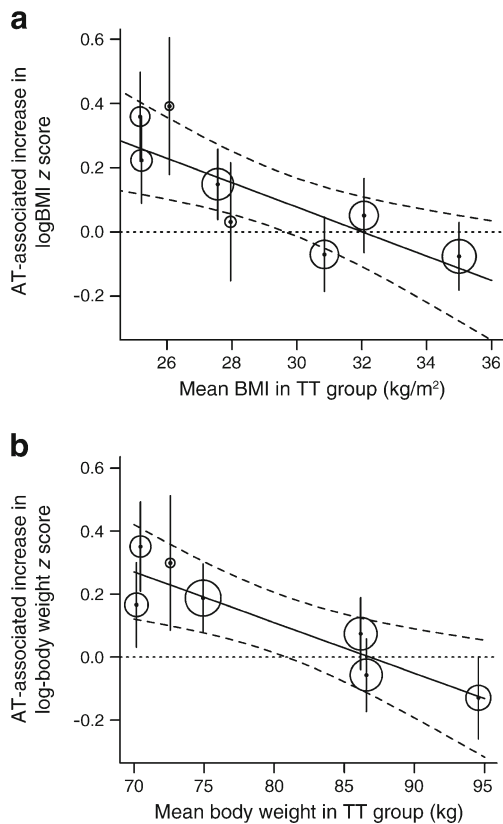 a
AT-associated increase in
logBMI z score
0.6
0.4
0.2
0.0
-0.2
26 28 30 32 34 36
Mean BMI in TT group (kg/m²)
b
AT-associated increase in
log-body weight z score
0.6
0.4
0.2
0.0
-0.2
70 75 80 85 90 95
Mean body weight in TT group (kg)